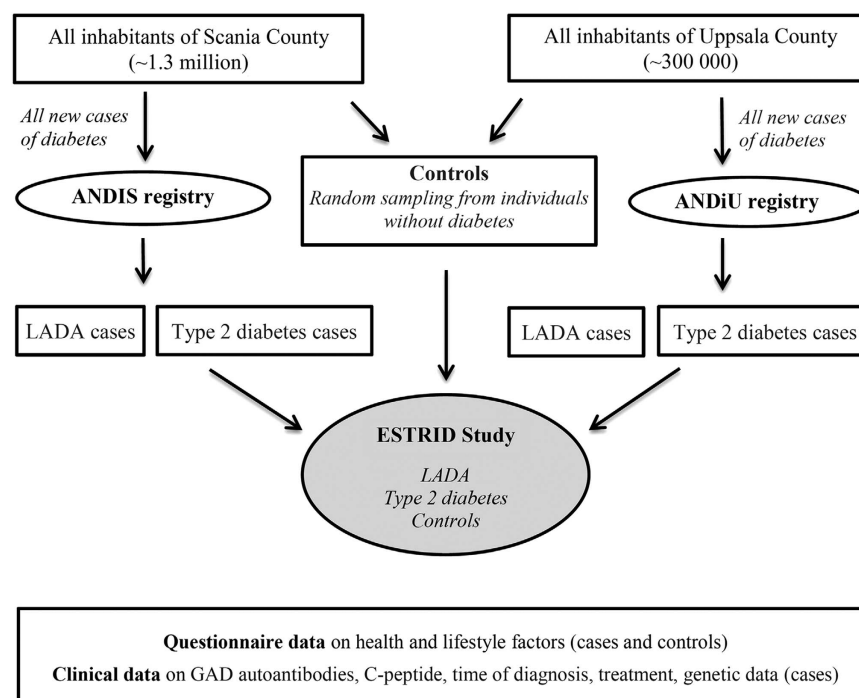 All inhabitants of Scania County
(~1.3 million)
All inhabitants of Uppsala County
(~300 000)
All new cases
of diabetes
All new cases
of diabetes
Controls
Random sampling from individuals
without diabetes
ANDIS registry
ANDiU registry
LADA cases
Type 2 diabetes cases
LADA cases
Type 2 diabetes cases
ESTRID Study
LADA
Type 2 diabetes
Controls
Questionnaire data on health and lifestyle factors (cases and controls)
Clinical data on GAD autoantibodies, C-peptide, time of diagnosis, treatment, genetic data (cases)